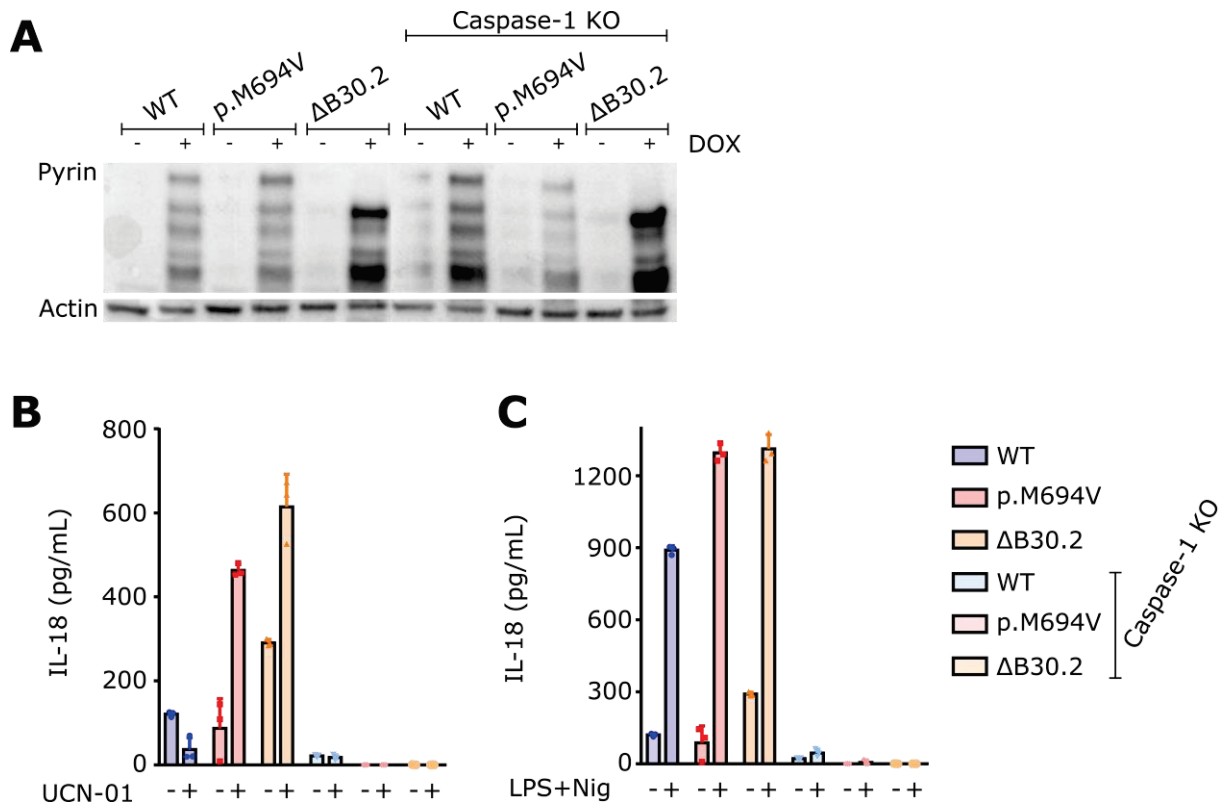 A
Caspase-1 KO
WT p.M694V ΔB30.2 WT p.M694V ΔB30.2
- + - + - + - + - + - + DOX
Pyrin
Actin
B
800
600
400
200
0
IL-18 (pg/mL)
UCN-01 - + - + - + - + - + - +
C
1200
900
600
300
0
IL-18 (pg/mL)
LPS+Nig - + - + - + - + - + - +
WT
p.M694V
ΔB30.2
WT
p.M694V
ΔB30.2
Caspase-1 KO